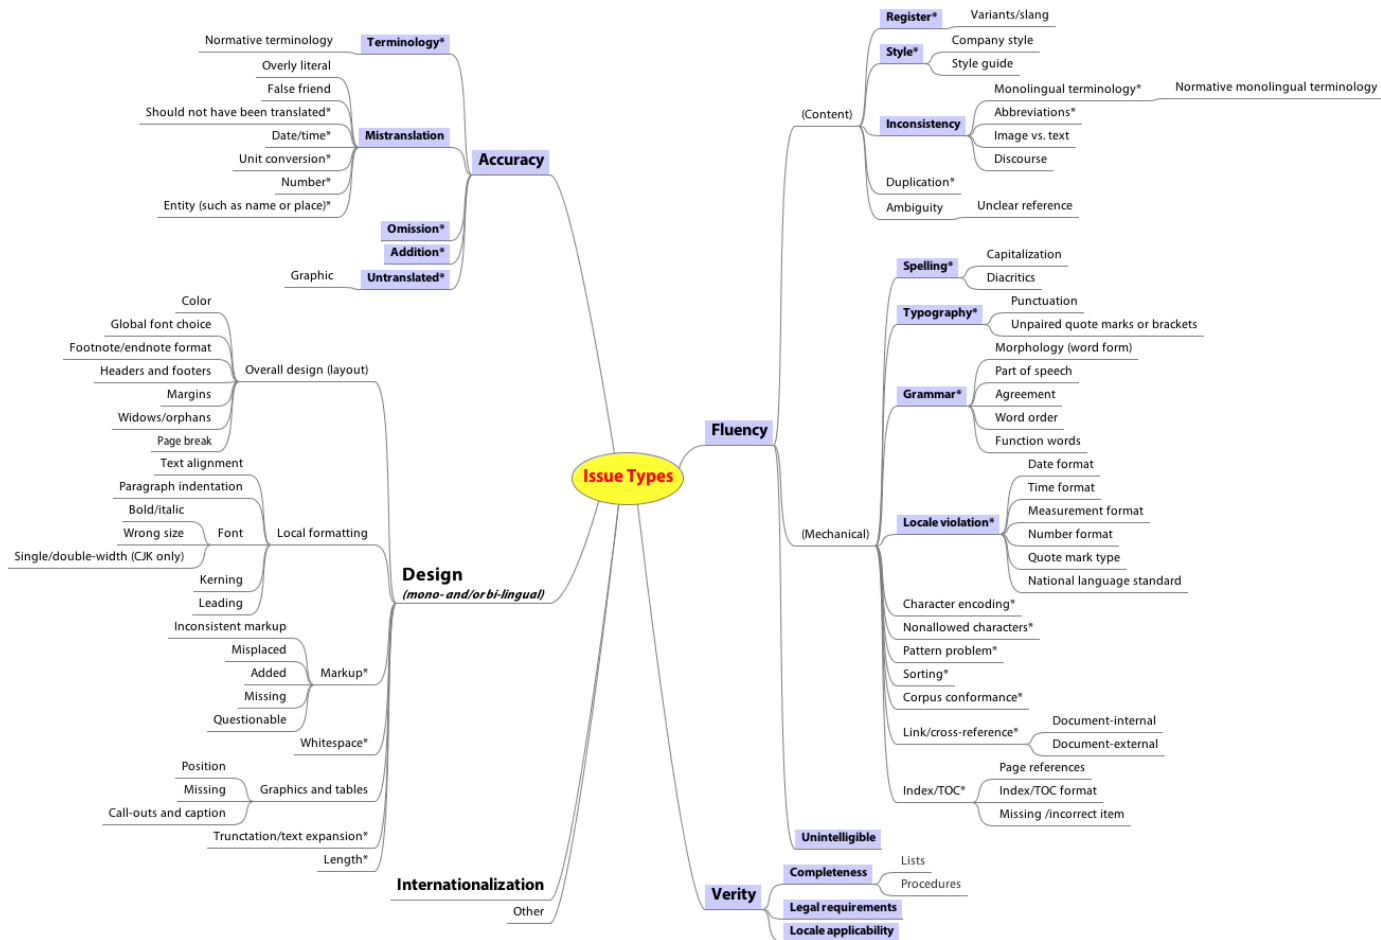 Issue Types
Accuracy
Terminology*
Normative terminology
Mistranslation
Overly literal
False friend
Should not have been translated*
Date/time*
Unit conversion*
Number*
Entity (such as name or place)*
Omission*
Addition*
Untranslated*
Graphic
Design
(mono- and/or bi-lingual)
Overall design (layout)
Color
Global font choice
Footnote/endnote format
Headers and footers
Margins
Widows/orphans
Page break
Local formatting
Text alignment
Paragraph indentation
Font
Bold/italic
Wrong size
Single/double-width (CJK only)
Kerning
Leading
Markup*
Inconsistent markup
Misplaced
Added
Missing
Questionable
Whitespace*
Graphics and tables
Position
Missing
Call-outs and caption
Trunctation/text expansion*
Length*
Internationalization
Other
Fluency
(Content)
Register*
Variants/slang
Style*
Company style
Style guide
Inconsistency
Monolingual terminology*
Normative monolingual terminology
Abbreviations*
Image vs. text
Discourse
Duplication*
Ambiguity
Unclear reference
(Mechanical)
Spelling*
Capitalization
Diacritics
Typography*
Punctuation
Unpaired quote marks or brackets
Grammar*
Morphology (word form)
Part of speech
Agreement
Word order
Function words
Locale violation*
Date format
Time format
Measurement format
Number format
Quote mark type
National language standard
Character encoding*
Nonallowed characters*
Pattern problem*
Sorting*
Corpus conformance*
Link/cross-reference*
Document-internal
Document-external
Index/TOC*
Page references
Index/TOC format
Missing /incorrect item
Unintelligible
Verity
Completeness
Lists
Procedures
Legal requirements
Locale applicability